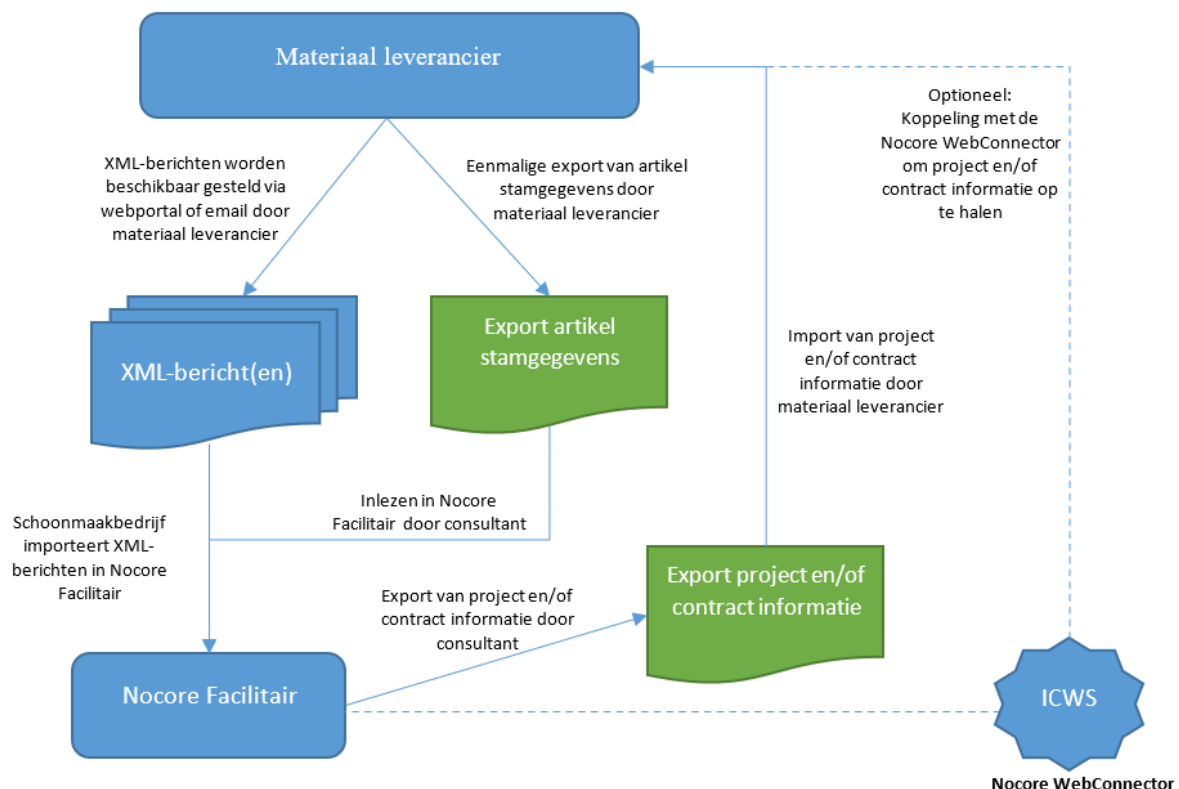 Materiaal leverancier
Optioneel:
Koppeling met de
Nocore WebConnector
om project en/of
contract informatie op
te halen
XML-berichten worden
beschikbaar gesteld via
webportal of email door
materiaal leverancier
Eenmalige export van artikel
stamgegevens door
materiaal leverancier
XML-bericht(en)
Export artikel
stamgegevens
Import van project
en/of contract
informatie door
materiaal leverancier
Inlezen in Nocore
Facilitair door consultant
Schoonmaakbedrijf
importeert XML-
berichten in Nocore
Facilitair
Export van project en/of
contract informatie door
consultant
Export project en/of
contract informatie
Nocore Facilitair
ICWS
Nocore WebConnector